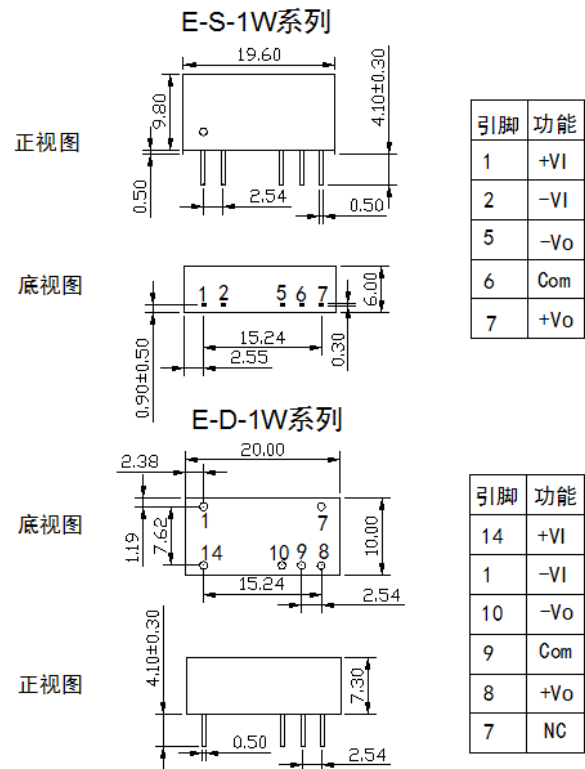 E-S-1W系列
19.60
9.80
4.10±0.30
正视图
0.50
2.54
0.50
底视图
1 2 5 6 7
6.00
15.24
2.55
0.30
0.90±0.50
引脚 功能
1 +VI
2 -VI
5 -Vo
6 Com
7 +Vo
E-D-1W系列
20.00
2.38
底视图
1 7
1.19
7.62
10.00
14 10 9 8
15.24
2.54
4.10±0.30
正视图
7.30
0.50
2.54
引脚 功能
14 +VI
1 -VI
10 -Vo
9 Com
8 +Vo
7 NC